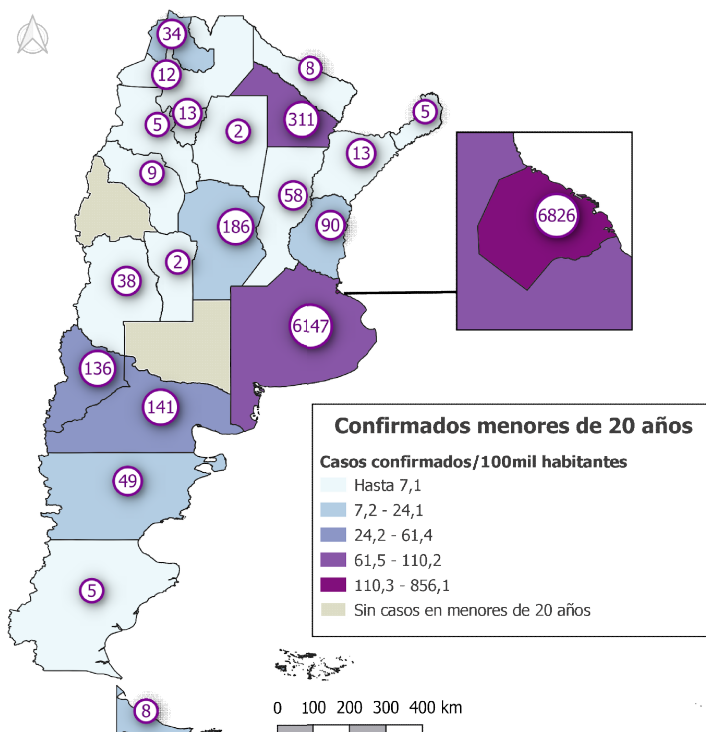 34
12
8
5
13
5
2
311
13
9
58
6826
186
90
2
38
6147
136
141
Confirmados menores de 20 años
Casos confirmados/100mil habitantes
Hasta 7,1
7,2 - 24,1
24,2 - 61,4
61,5 - 110,2
110,3 - 856,1
Sin casos en menores de 20 años
49
5
8
0 100 200 300 400 km